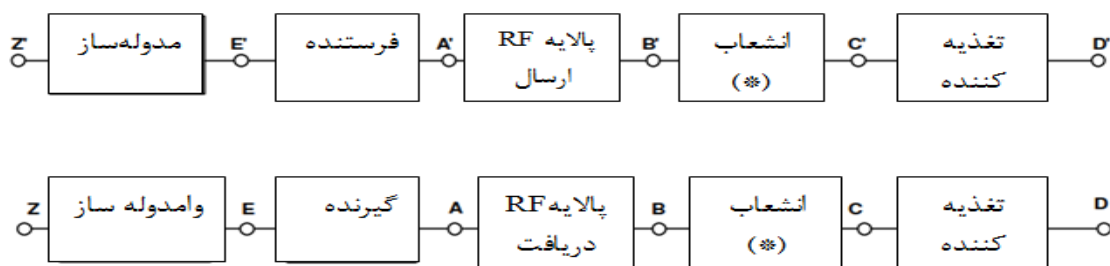 Z' مدوله‌ساز E' فرستنده A' پالایه RF ارسال B' انشعاب (*) C' تغذیه کننده D'
Z وامدوله ساز E گیرنده A پالایه RF دریافت B انشعاب (*) C تغذیه کننده D